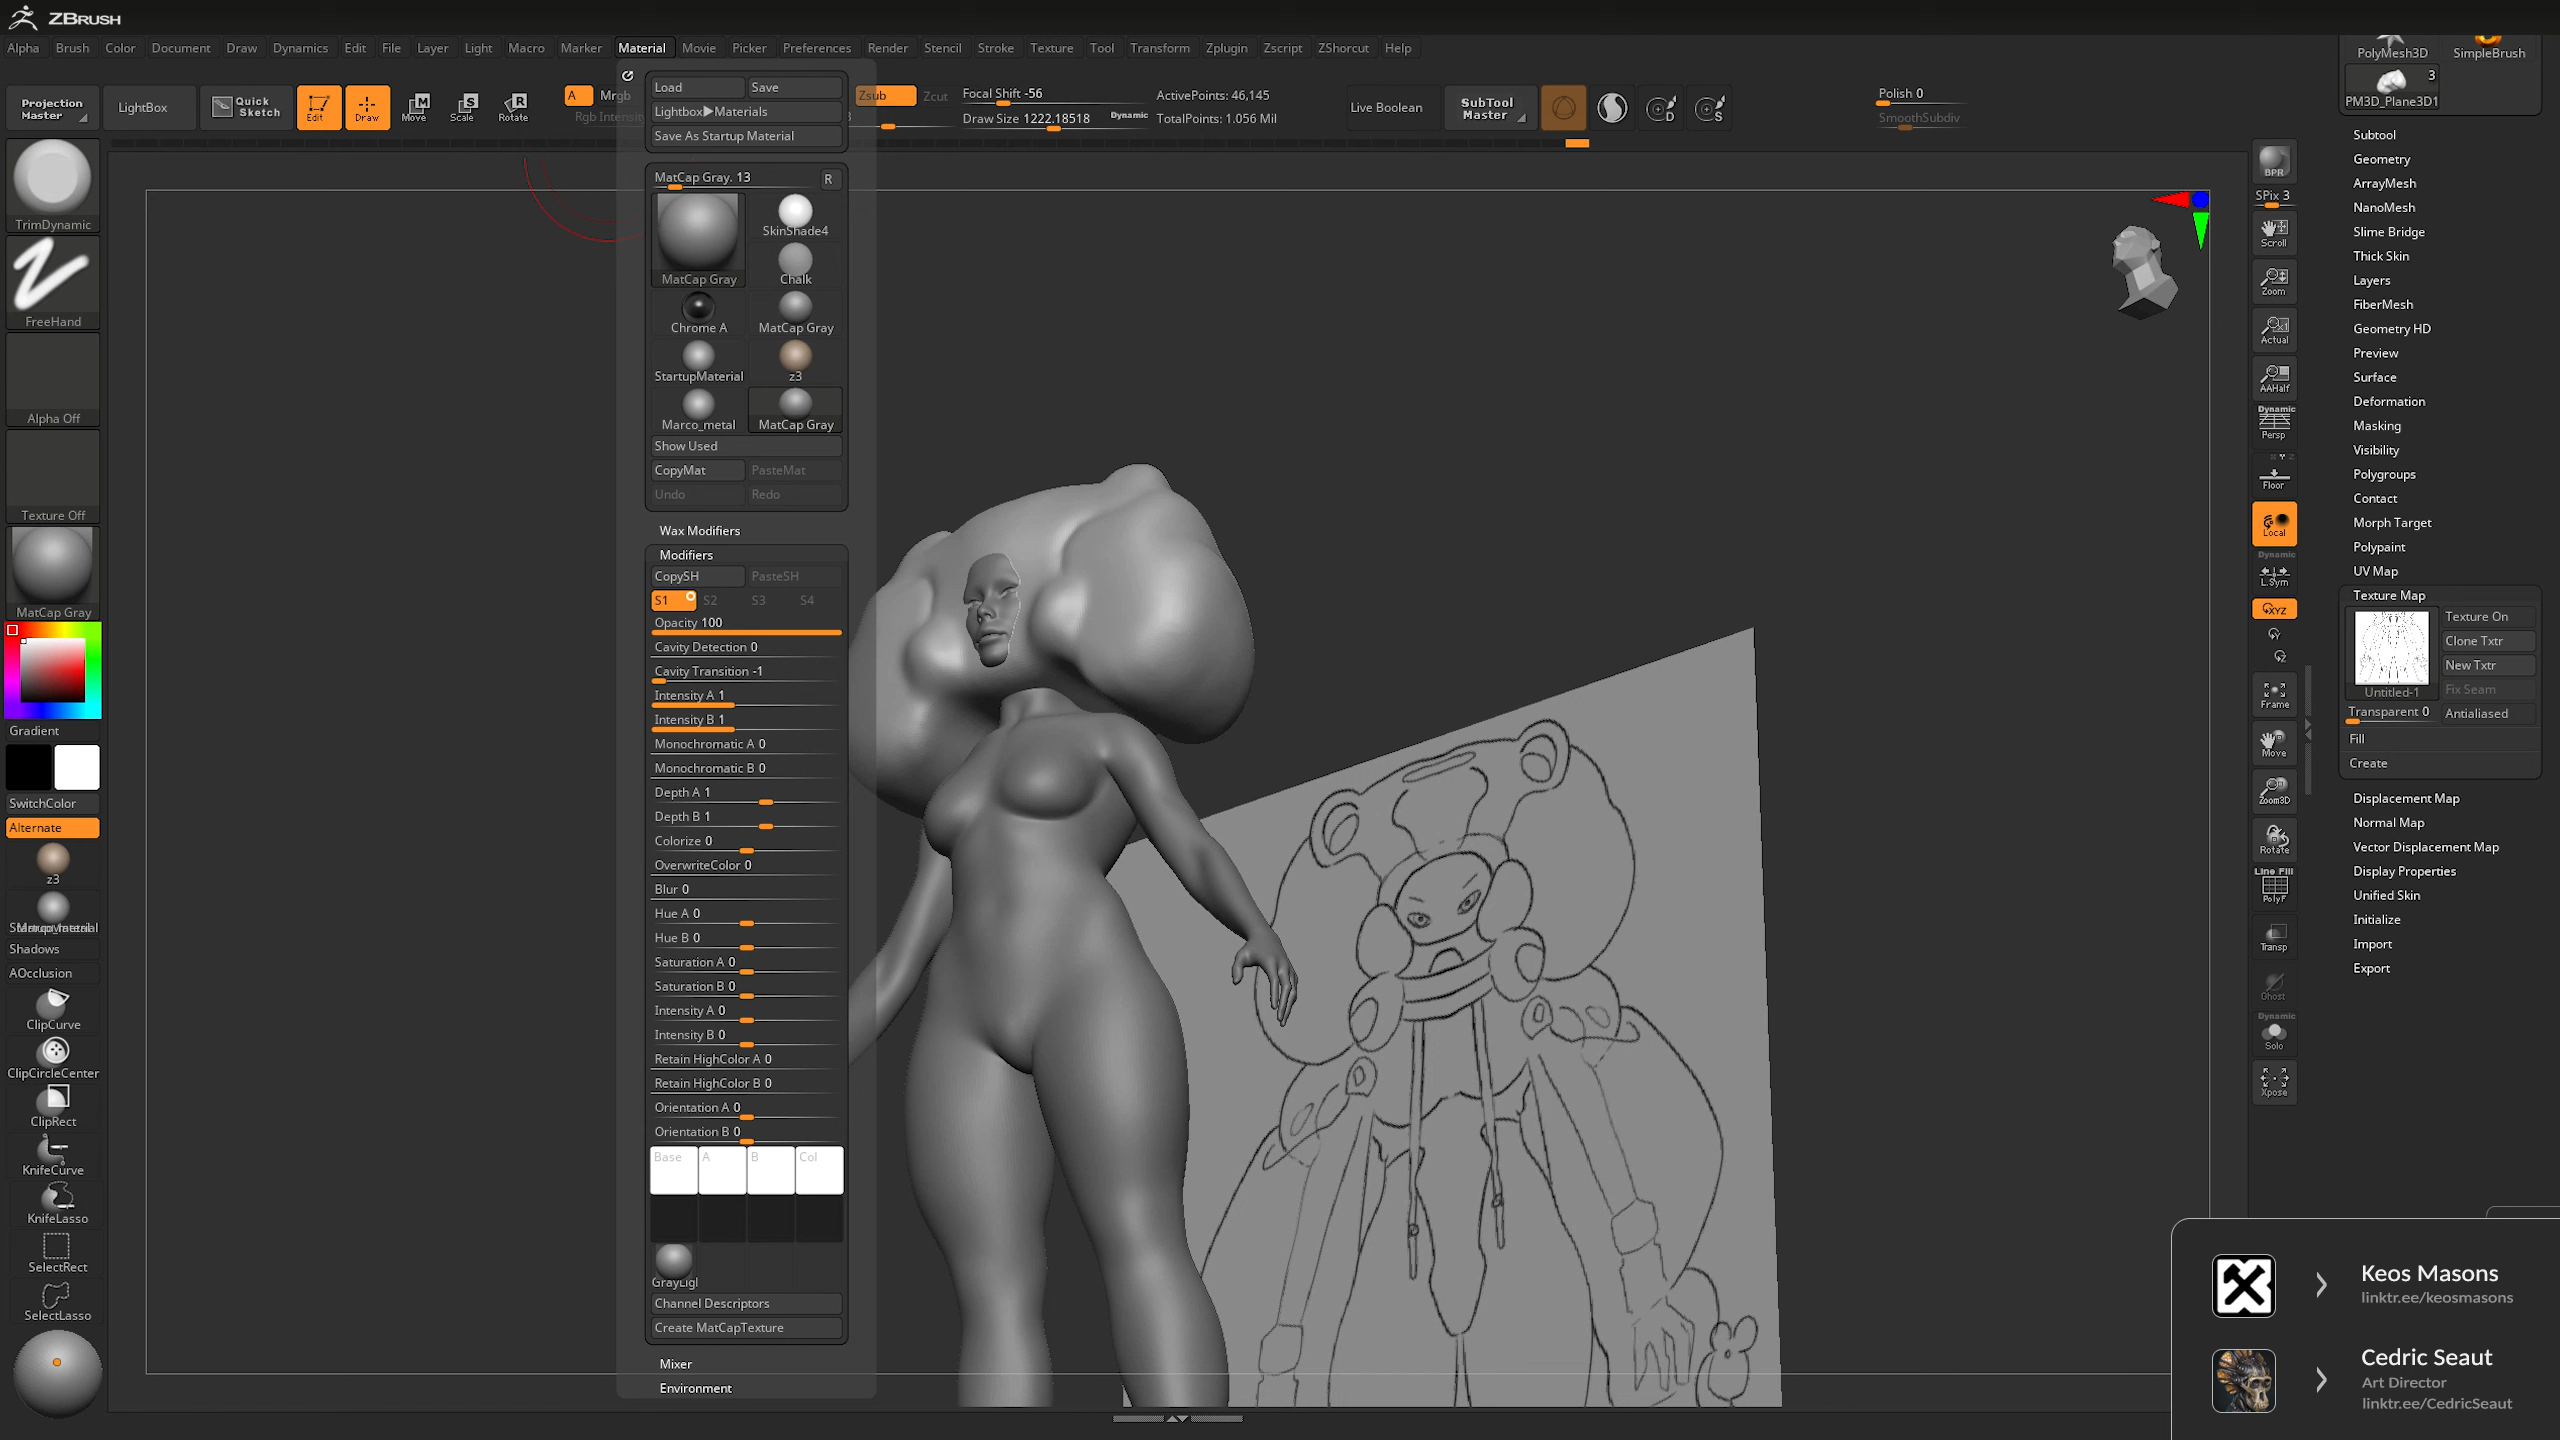 ZBRUSH
Alpha Brush Color Document Draw Dynamics Edit File Layer Light Macro Marker Material Movie Picker Preferences Render Stencil Stroke Texture Tool Transform Zplugin Zscript ZShortcut Help
Projection Master
LightBox
Quick Sketch
Edit
Draw
Move
Scale
Rotate
A
Mrgb
Rgb Intensity
Zsub
Zcut
Focal Shift -56
Draw Size 1222.18518
Dynamic
ActivePoints: 46,145
TotalPoints: 1.056 Mil
Live Boolean
SubTool Master
D
S
Polish 0
SmoothSubdiv
PolyMesh3D
SimpleBrush
3
PM3D_Plane3D1
TrimDynamic
FreeHand
Alpha Off
Texture Off
MatCap Gray
Gradient
SwitchColor
Alternate
z3
Shadows
AOcclusion
ClipCurve
ClipCircleCenter
ClipRect
KnifeCurve
KnifeLasso
SelectRect
SelectLasso
Load
Save
Lightbox▶Materials
Save As Startup Material
MatCap Gray. 13
R
MatCap Gray
SkinShade4
Chalk
Chrome A
MatCap Gray
StartupMaterial
z3
Marco_metal
MatCap Gray
Show Used
CopyMat
PasteMat
Undo
Redo
Wax Modifiers
Modifiers
CopySH
PasteSH
S1 S2 S3 S4
Opacity 100
Cavity Detection 0
Cavity Transition -1
Intensity A 1
Intensity B 1
Monochromatic A 0
Monochromatic B 0
Depth A 1
Depth B 1
Colorize 0
OverwriteColor 0
Blur 0
Hue A 0
Hue B 0
Saturation A 0
Saturation B 0
Intensity A 0
Intensity B 0
Retain HighColor A 0
Retain HighColor B 0
Orientation A 0
Orientation B 0
Base A B Col
GrayLigl
Channel Descriptors
Create MatCapTexture
Mixer
Environment
BPR
SPix 3
Scroll
Zoom
Actual
AAHalf
Dynamic
Persp
Floor
Local
Dynamic
L.Sym
XYZ
Frame
Move
Zoom3D
Rotate
Line Fill
PolyF
Transp
Ghost
Dynamic
Solo
Xpose
Subtool
Geometry
ArrayMesh
NanoMesh
Slime Bridge
Thick Skin
Layers
FiberMesh
Geometry HD
Preview
Surface
Deformation
Masking
Visibility
Polygroups
Contact
Morph Target
Polypaint
UV Map
Texture Map
Texture On
Clone Txtr
New Txtr
Fix Seam
Untitled-1
Transparent 0
Antialiased
Fill
Create
Displacement Map
Normal Map
Vector Displacement Map
Display Properties
Unified Skin
Initialize
Import
Export
Keos Masons
linktr.ee/keosmasons
Cedric Seaut
Art Director
linktr.ee/CedricSeaut